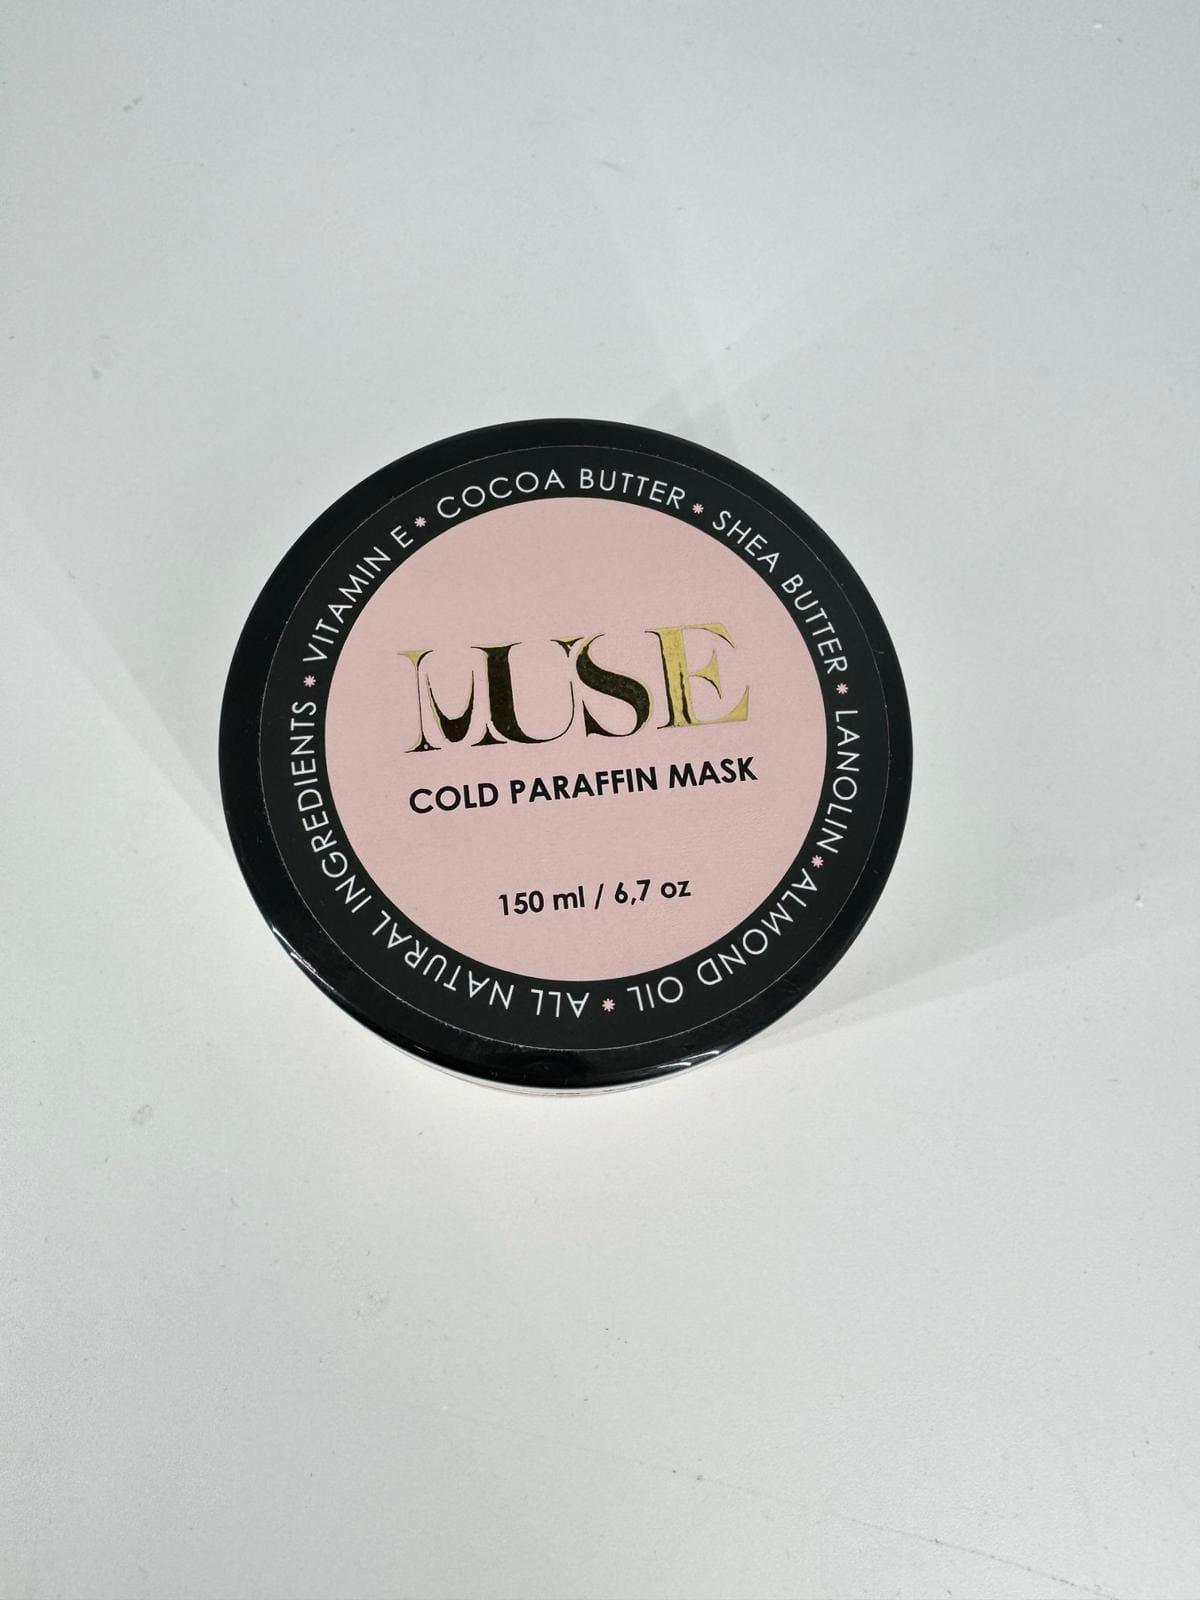 MUSE
COLD PARAFFIN MASK
150 ml / 6,7 oz
VITAMIN E * COCOA BUTTER * SHEA BUTTER * LANOLIN * ALMOND OIL * ALL NATURAL INGREDIENTS *